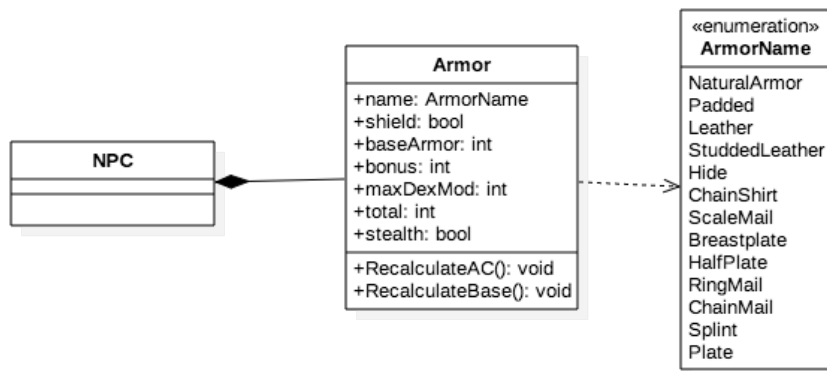 NPC
Armor
+name: ArmorName
+shield: bool
+baseArmor: int
+bonus: int
+maxDexMod: int
+total: int
+stealth: bool
+RecalculateAC(): void
+RecalculateBase(): void
«enumeration»
ArmorName
NaturalArmor
Padded
Leather
StuddedLeather
Hide
ChainShirt
ScaleMail
Breastplate
HalfPlate
RingMail
ChainMail
Splint
Plate